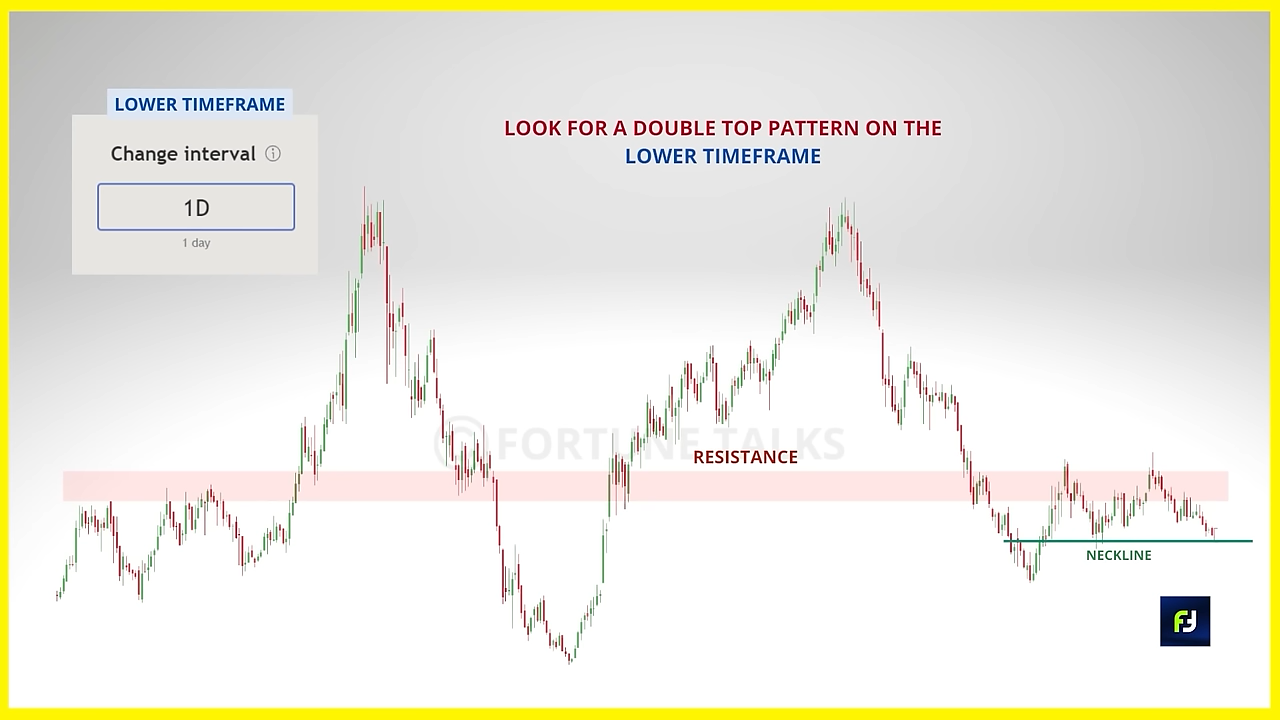 LOWER TIMEFRAME
Change interval
1D
1 day
LOOK FOR A DOUBLE TOP PATTERN ON THE
LOWER TIMEFRAME
© FORTUNE TALKS
RESISTANCE
NECKLINE